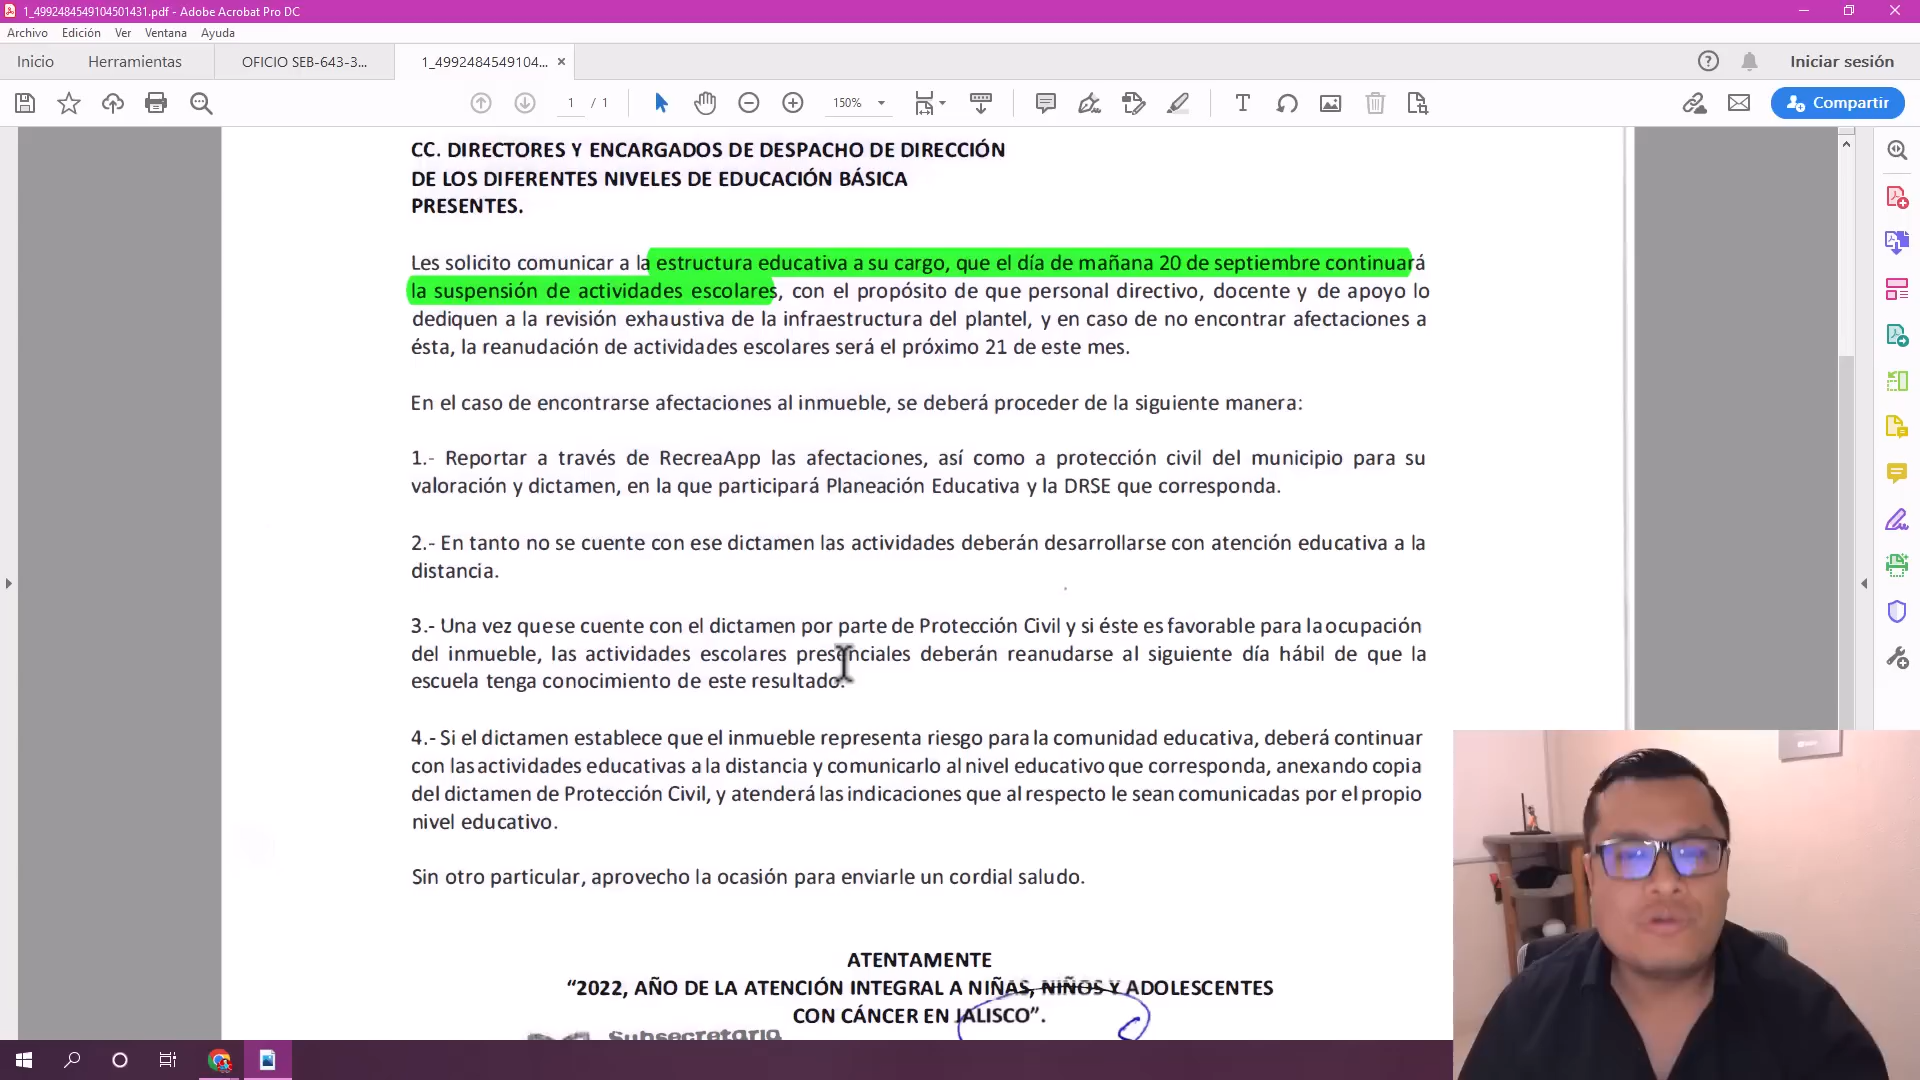 1_4992484549104501431.pdf - Adobe Acrobat Pro DC
Archivo Edición Ver Ventana Ayuda
Inicio Herramientas OFICIO SEB-643-3... 1_4992484549104... × Iniciar sesión
1 / 1 150% Compartir
CC. DIRECTORES Y ENCARGADOS DE DESPACHO DE DIRECCIÓN
DE LOS DIFERENTES NIVELES DE EDUCACIÓN BÁSICA
PRESENTES.
Les solicito comunicar a la estructura educativa a su cargo, que el día de mañana 20 de septiembre continuará
la suspensión de actividades escolares, con el propósito de que personal directivo, docente y de apoyo lo
dediquen a la revisión exhaustiva de la infraestructura del plantel, y en caso de no encontrar afectaciones a
ésta, la reanudación de actividades escolares será el próximo 21 de este mes.
En el caso de encontrarse afectaciones al inmueble, se deberá proceder de la siguiente manera:
1.- Reportar a través de RecreaApp las afectaciones, así como a protección civil del municipio para su
valoración y dictamen, en la que participará Planeación Educativa y la DRSE que corresponda.
2.- En tanto no se cuente con ese dictamen las actividades deberán desarrollarse con atención educativa a la
distancia.
3.- Una vez que se cuente con el dictamen por parte de Protección Civil y si éste es favorable para la ocupación
del inmueble, las actividades escolares presenciales deberán reanudarse al siguiente día hábil de que la
escuela tenga conocimiento de este resultado.
4.- Si el dictamen establece que el inmueble representa riesgo para la comunidad educativa, deberá continuar
con las actividades educativas a la distancia y comunicarlo al nivel educativo que corresponda, anexando copia
del dictamen de Protección Civil, y atenderá las indicaciones que al respecto le sean comunicadas por el propio
nivel educativo.
Sin otro particular, aprovecho la ocasión para enviarle un cordial saludo.
ATENTAMENTE
“2022, AÑO DE LA ATENCIÓN INTEGRAL A NIÑAS, NIÑOS Y ADOLESCENTES
CON CÁNCER EN JALISCO”.
Subsecretaría